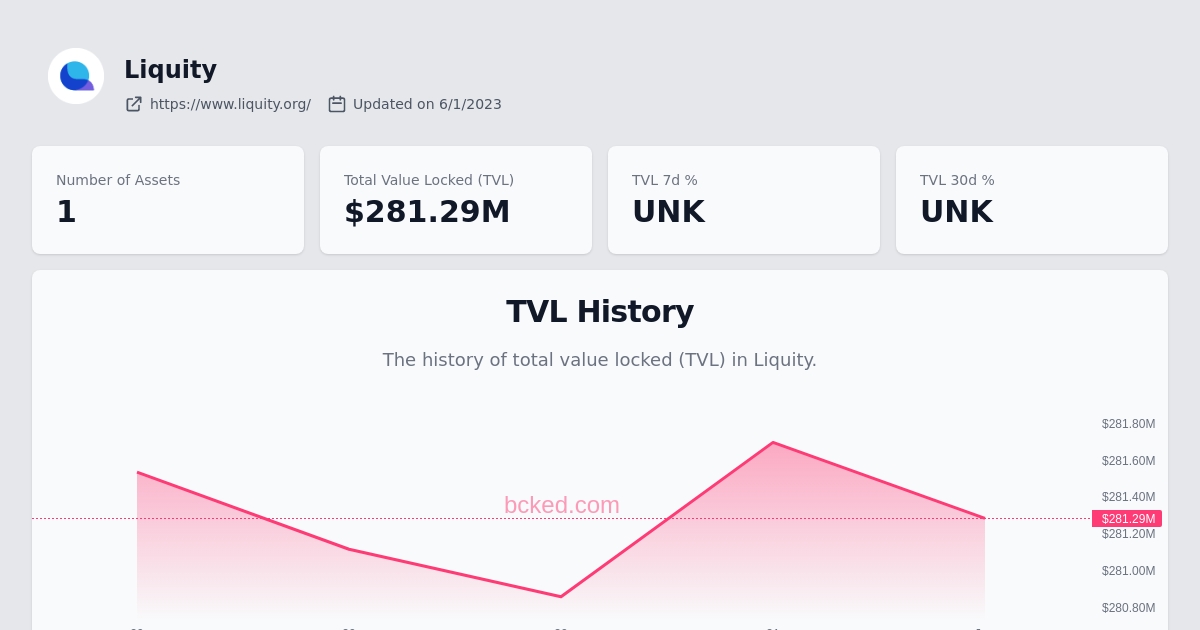 Liquity
https://www.liquity.org/ Updated on 6/1/2023
Number of Assets
1
Total Value Locked (TVL)
$281.29M
TVL 7d %
UNK
TVL 30d %
UNK
TVL History
The history of total value locked (TVL) in Liquity.
bcked.com
$281.80M
$281.60M
$281.40M
$281.29M
$281.20M
$281.00M
$280.80M